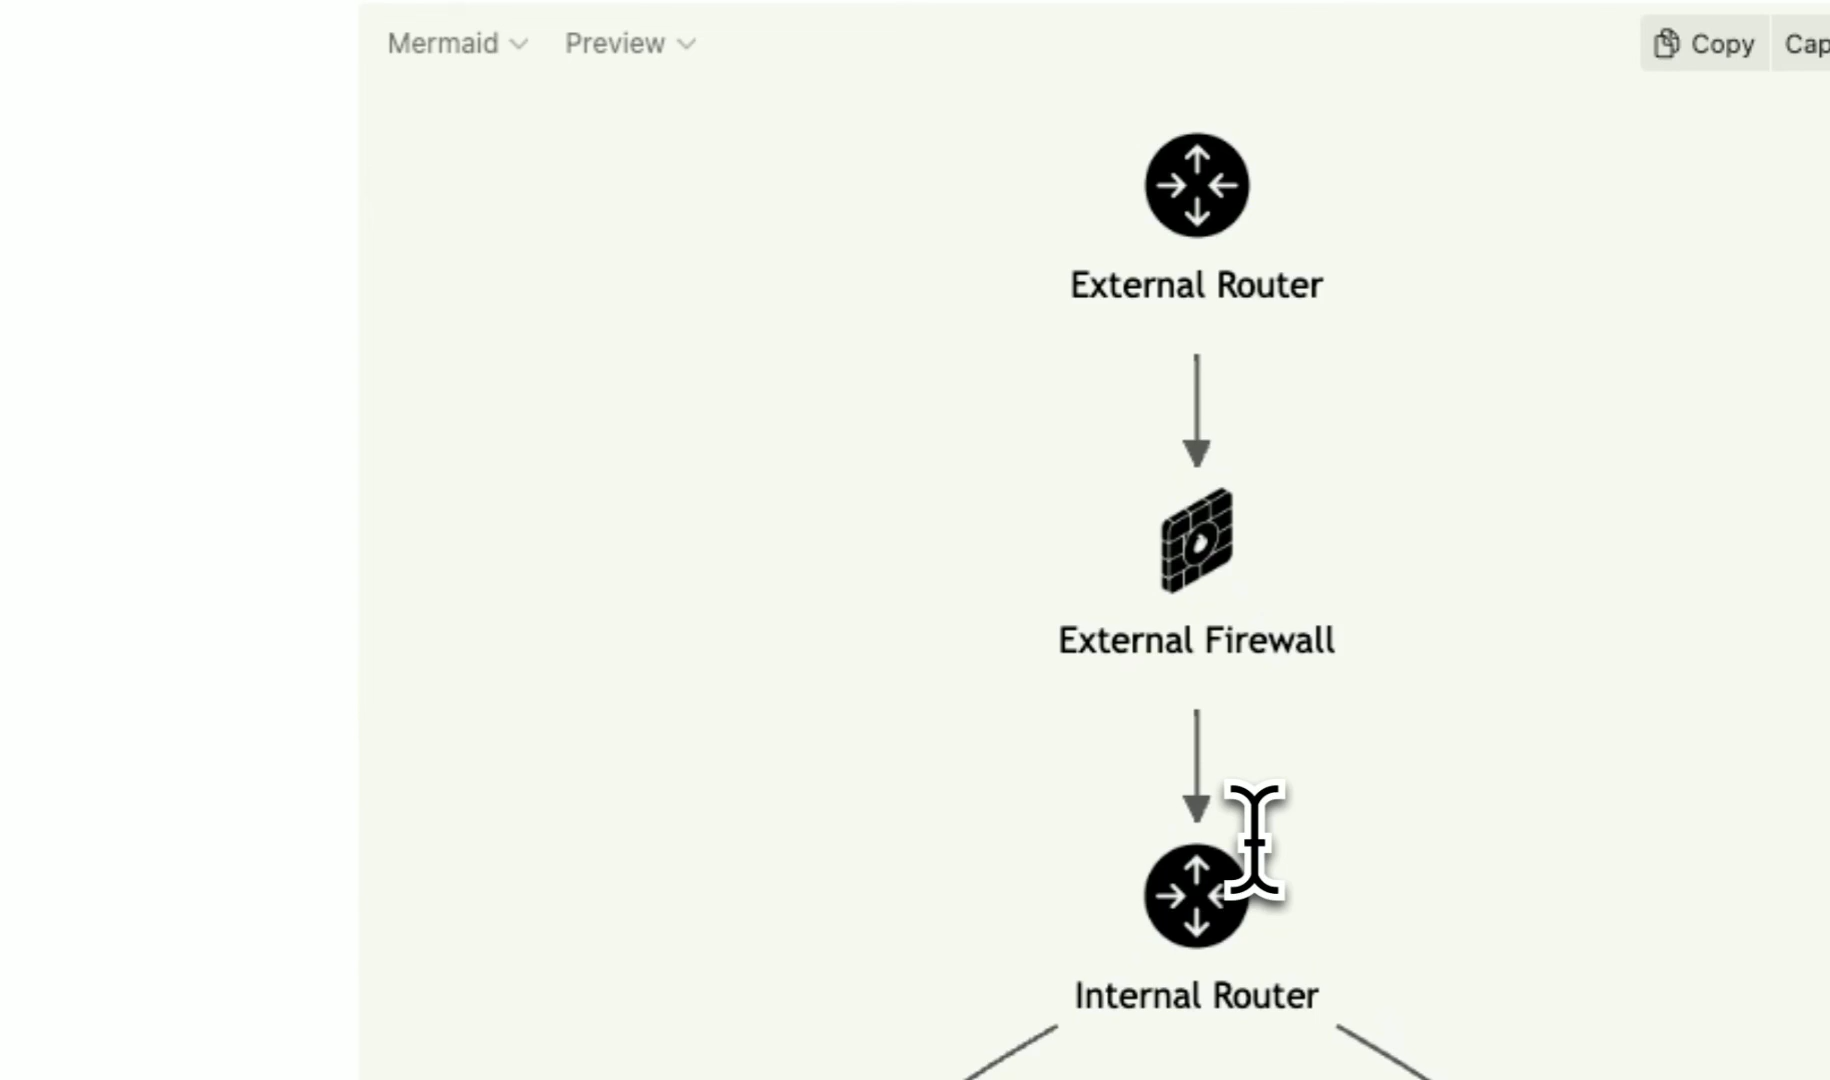 Mermaid Preview Copy Cap
External Router
External Firewall
Internal Router